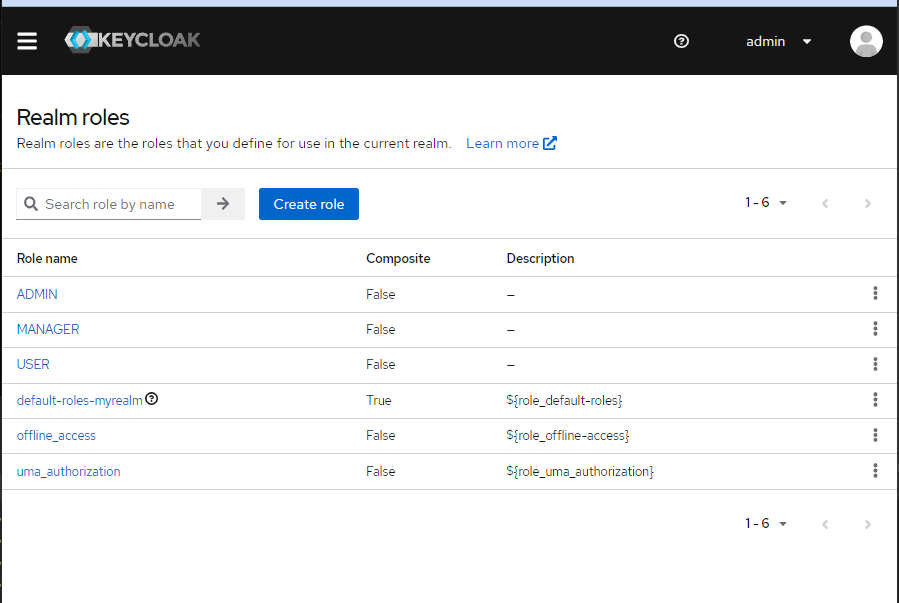 KEYCLOAK
admin
Realm roles
Realm roles are the roles that you define for use in the current realm. Learn more
Search role by name
Create role
1 - 6
Role name Composite Description
ADMIN False –
MANAGER False –
USER False –
default-roles-myrealm True ${role_default-roles}
offline_access False ${role_offline-access}
uma_authorization False ${role_uma_authorization}
1 - 6